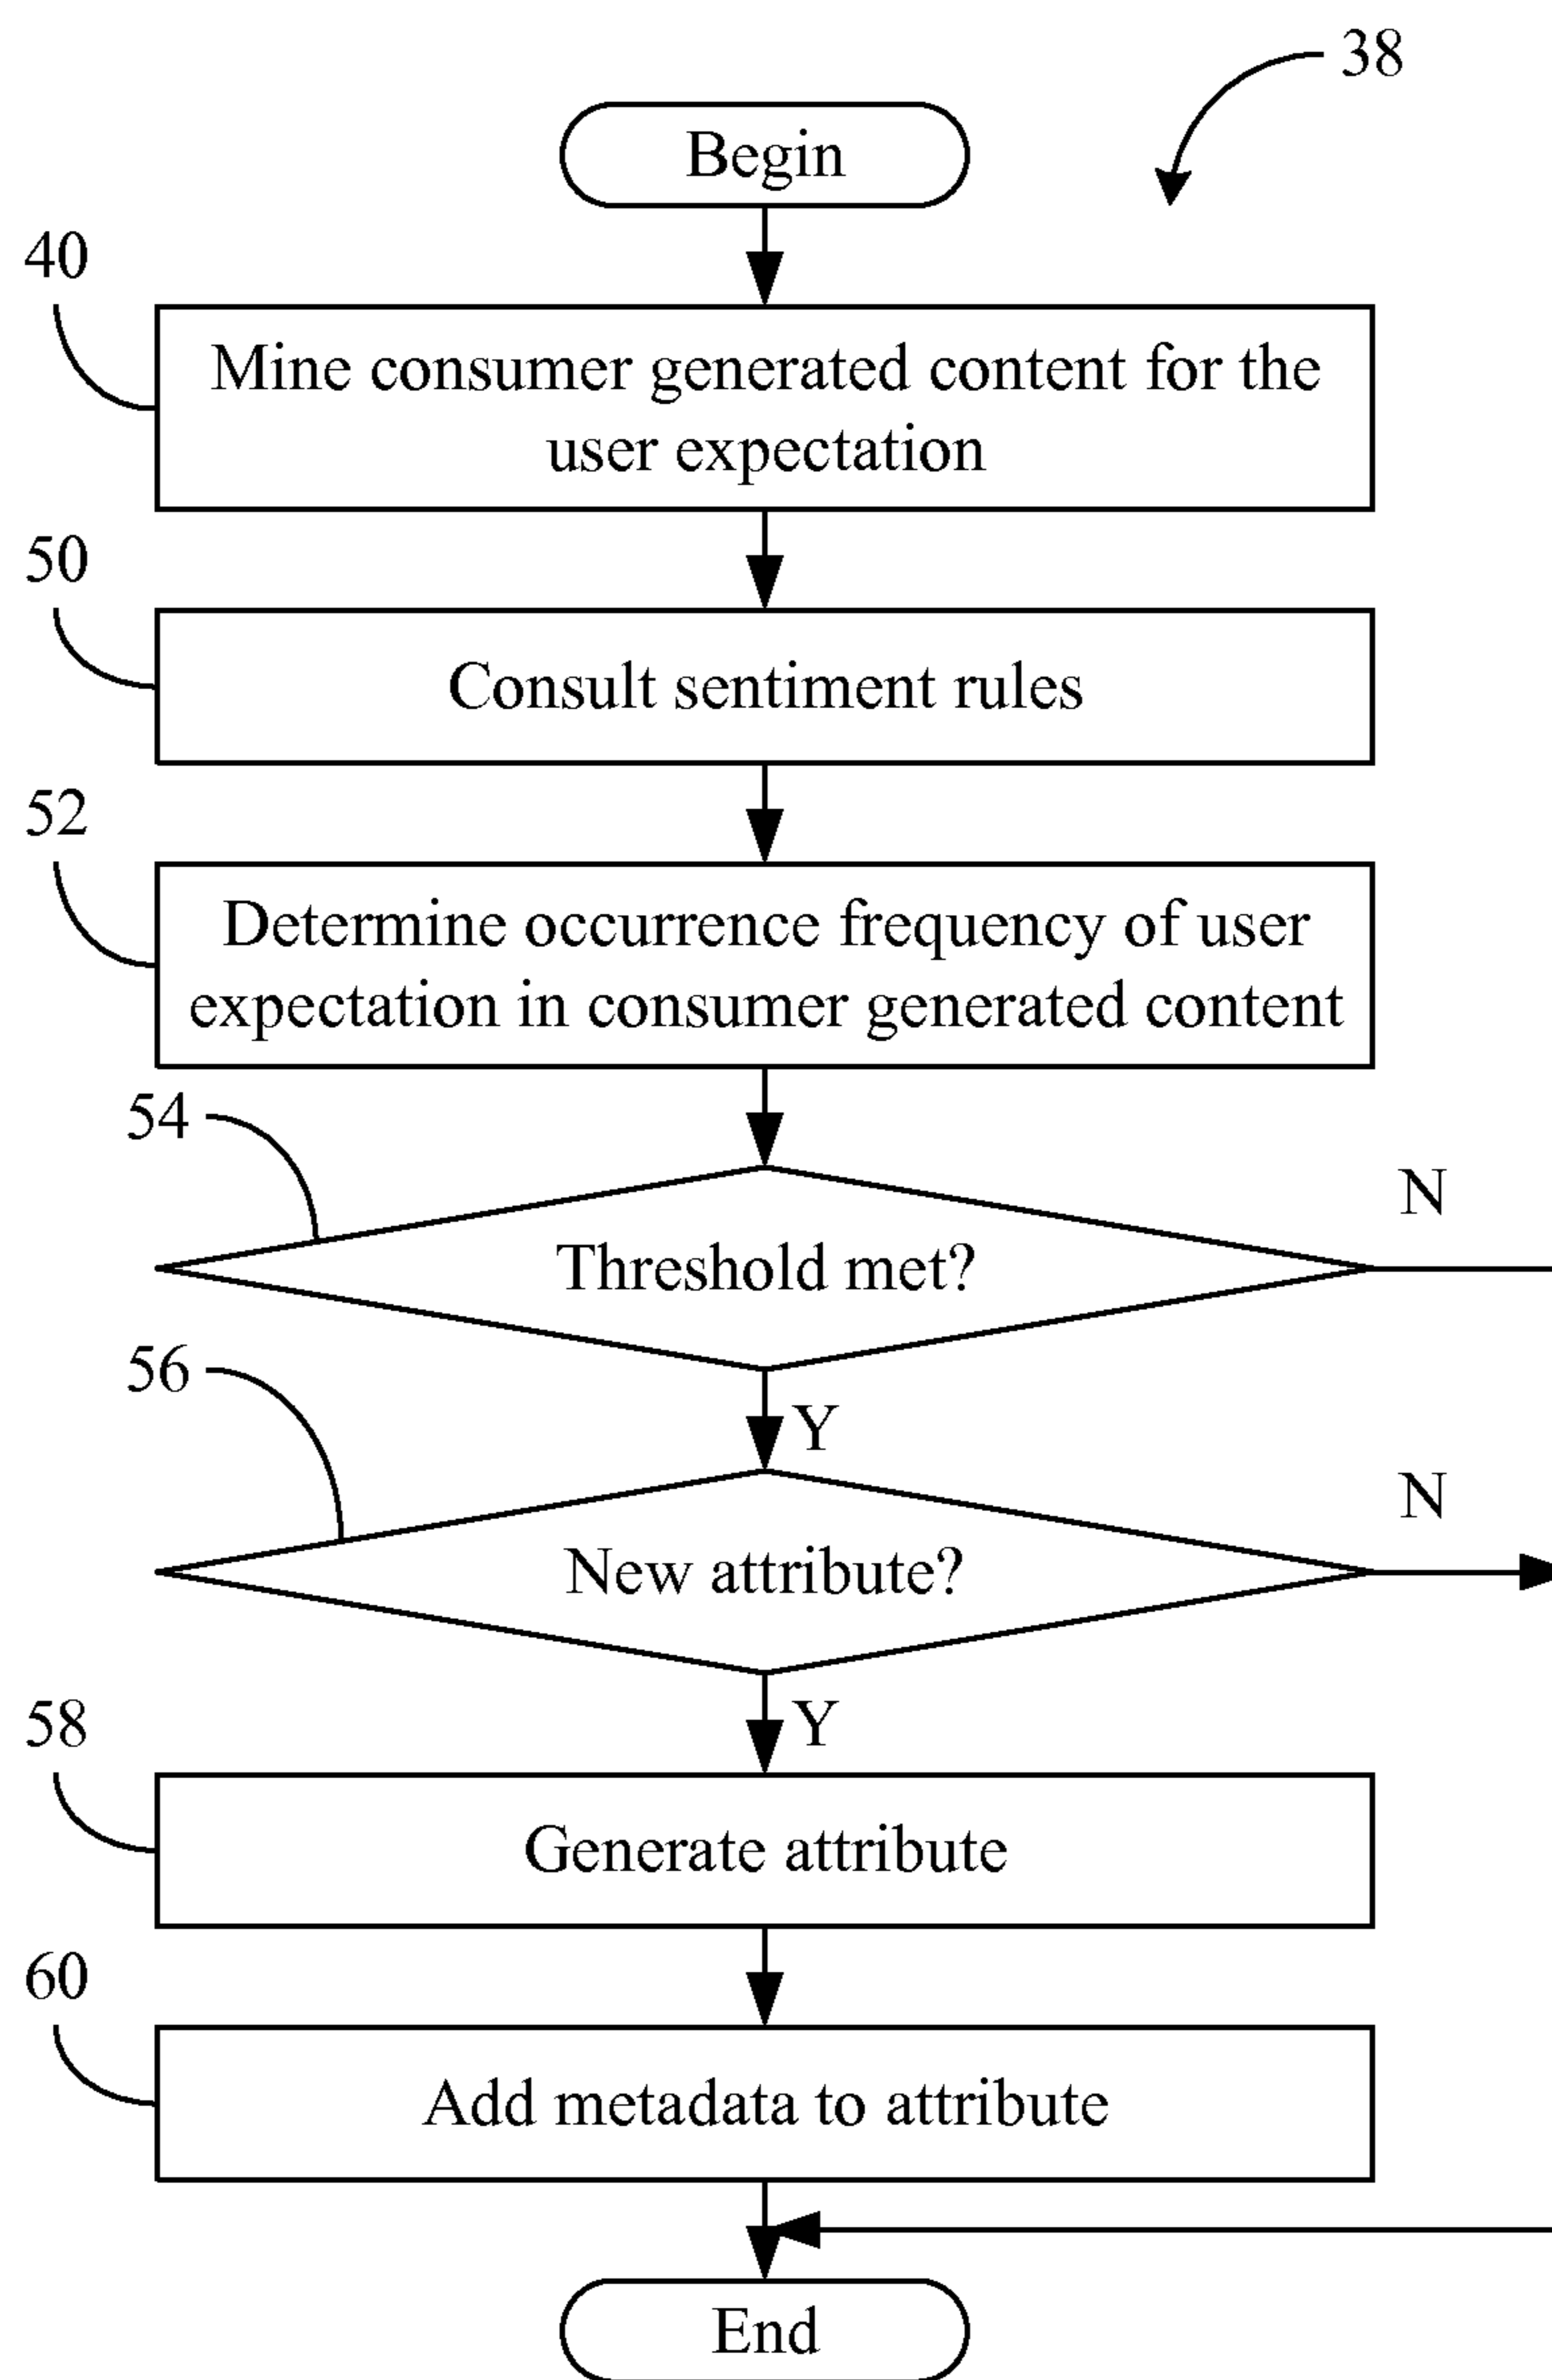 38
Begin
40
Mine consumer generated content for the
user expectation
50
Consult sentiment rules
52
Determine occurrence frequency of user
expectation in consumer generated content
54
N
Threshold met?
56
Y
N
New attribute?
58
Y
Generate attribute
60
Add metadata to attribute
End